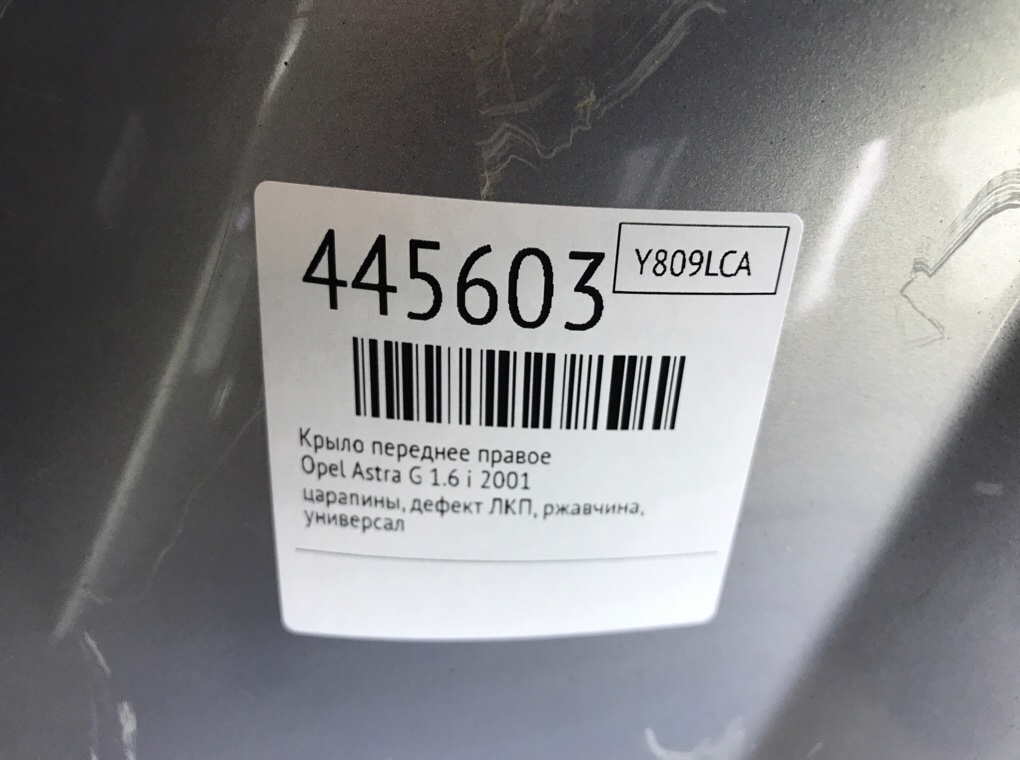 445603
Y809LCA
Крыло переднее правое
Opel Astra G 1.6 i 2001
царапины, дефект ЛКП, ржавчина,
универсал